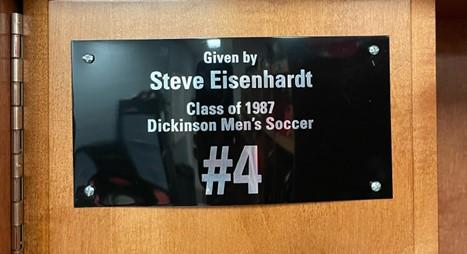 Given by
Steve Eisenhardt
Class of 1987
Dickinson Men's Soccer
#4